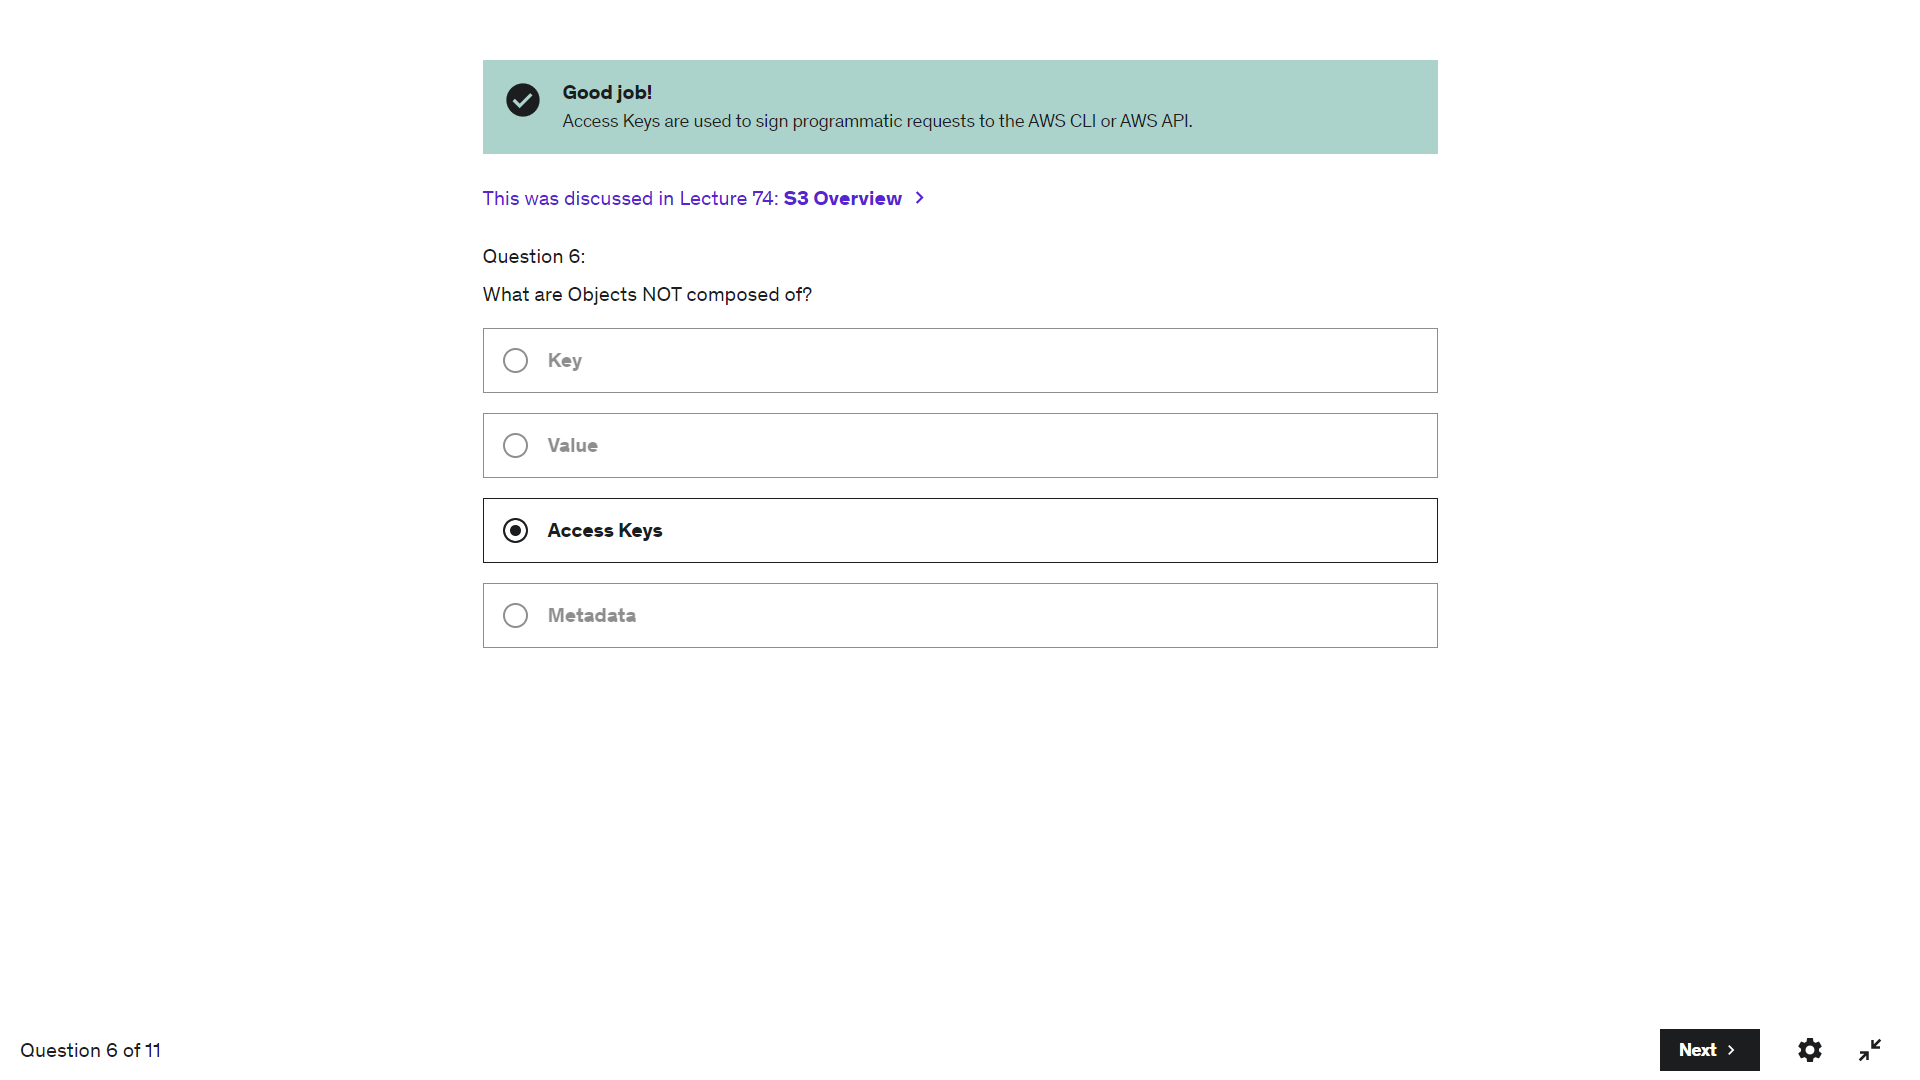 Good job!
Access Keys are used to sign programmatic requests to the AWS CLI or AWS API.
This was discussed in Lecture 74: S3 Overview
Question 6:
What are Objects NOT composed of?
Key
Value
Access Keys
Metadata
Question 6 of 11
Next